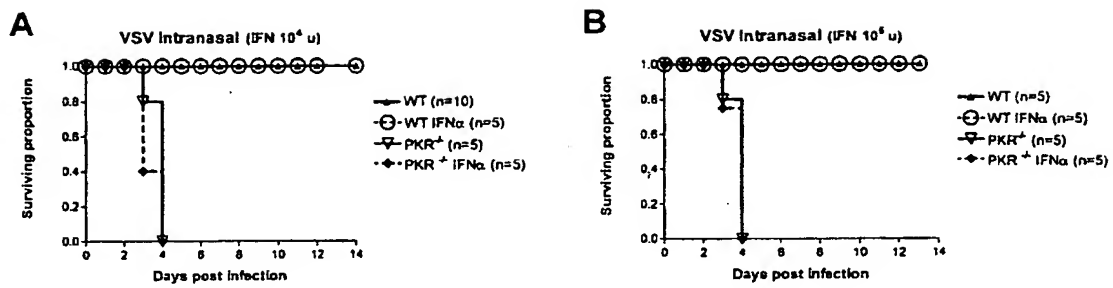 A
VSV Intranasal (IFN 10⁴ u)
Surviving proportion
1.0
0.8
0.6
0.4
0.2
0.0
0 2 4 6 8 10 12 14
Days post infection
WT (n=10)
WT IFNα (n=5)
PKR⁻/⁻ (n=5)
PKR⁻/⁻ IFNα (n=5)
B
VSV Intranasal (IFN 10⁵ u)
Surviving proportion
1.0
0.8
0.6
0.4
0.2
0.0
0 2 4 6 8 10 12 14
Days post infection
WT (n=5)
WT IFNα (n=5)
PKR⁻/⁻ (n=5)
PKR⁻/⁻ IFNα (n=5)